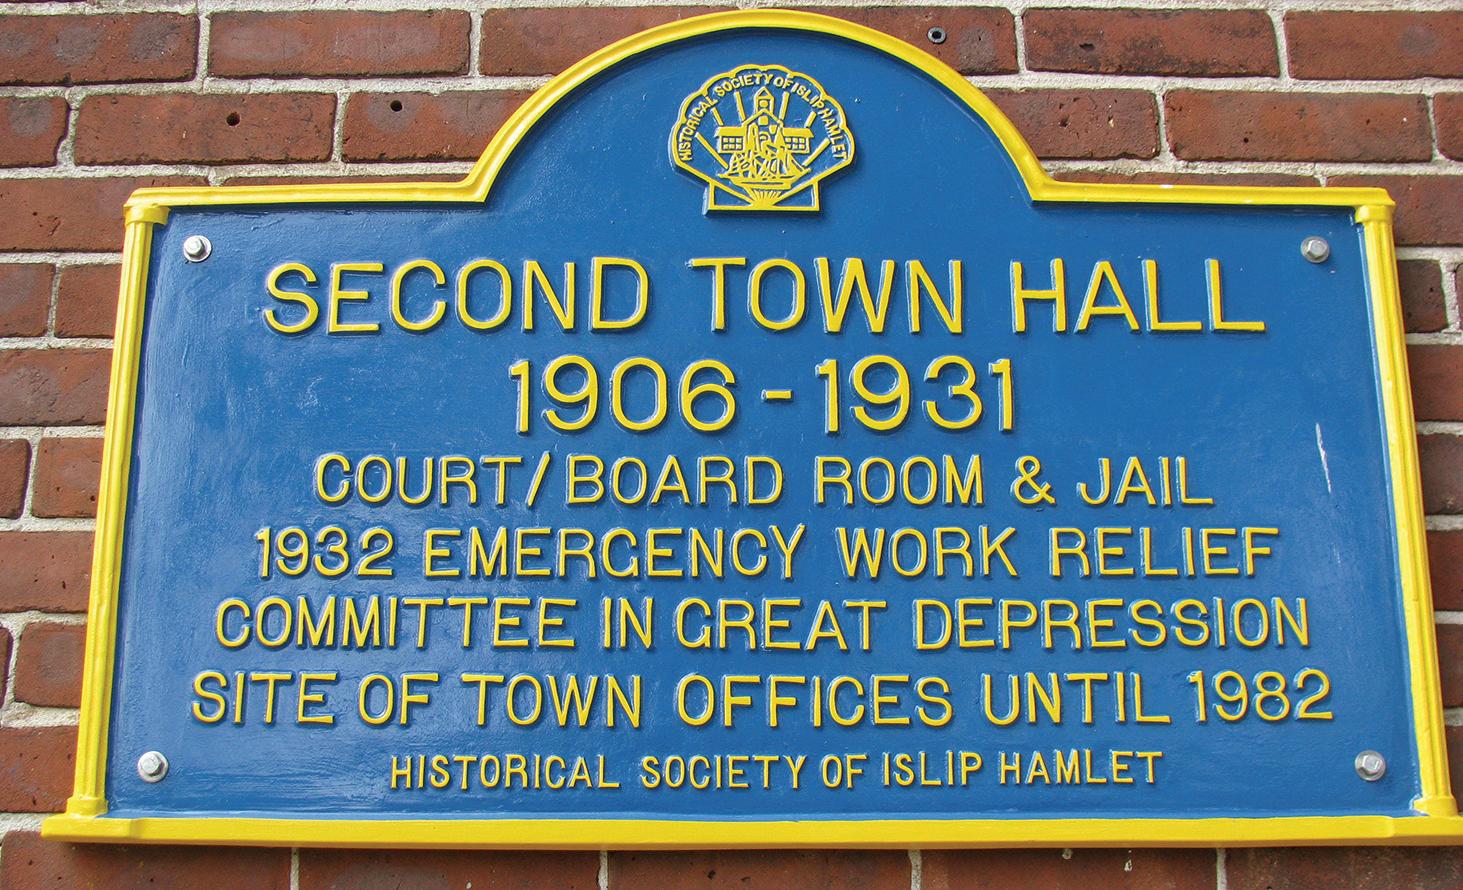 HISTORICAL SOCIETY OF ISLIP HAMLET
SECOND TOWN HALL
1906-1931
COURT/BOARD ROOM & JAIL
1932 EMERGENCY WORK RELIEF
COMMITTEE IN GREAT DEPRESSION
SITE OF TOWN OFFICES UNTIL 1982
HISTORICAL SOCIETY OF ISLIP HAMLET